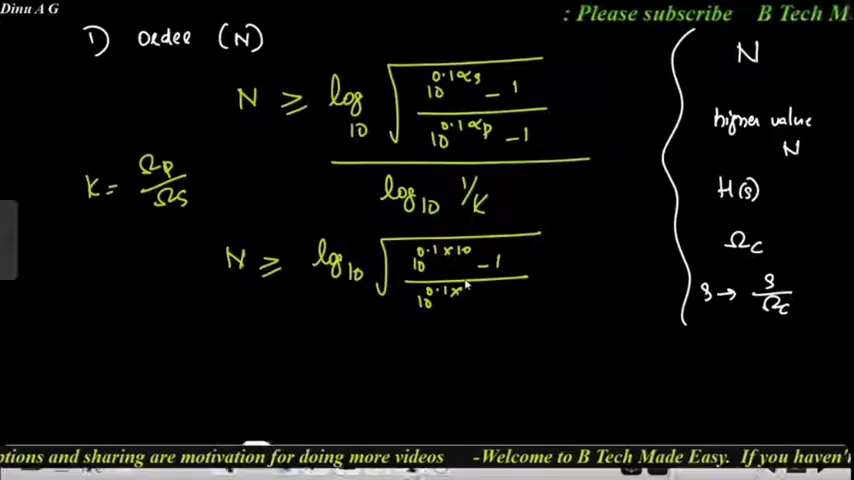 Dinu A G
: Please subscribe B Tech M
1) order (N)
N ≥ log10 √((10^(0.1αs) - 1) / (10^(0.1αp) - 1))
log10 1/K
K = Ωp/Ωs
N ≥ log10 √((10^(0.1×10) - 1) / (10^(0.1×
N
higher value
N
H(s)
Ωc
s → s/Ωc
ptions and sharing are motivation for doing more videos -Welcome to B Tech Made Easy. If you haven'